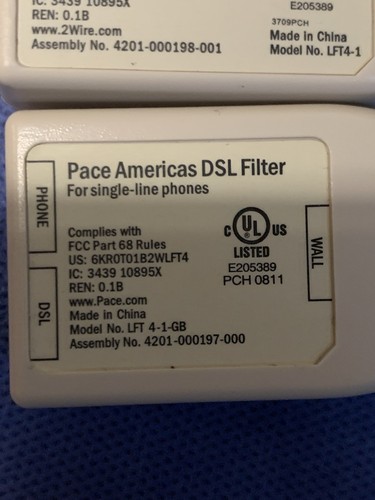 IC: 3439 10895X
REN: 0.1B
www.2Wire.com
Assembly No. 4201-000198-001
E205389
3709PCH
Made in China
Model No. LFT4-1
PHONE
DSL
Pace Americas DSL Filter
For single-line phones
Complies with
FCC Part 68 Rules
US: 6KR0T01B2WLFT4
IC: 3439 10895X
REN: 0.1B
www.Pace.com
Made in China
Model No. LFT 4-1-GB
Assembly No. 4201-000197-000
C UL US
LISTED
E205389
PCH 0811
WALL